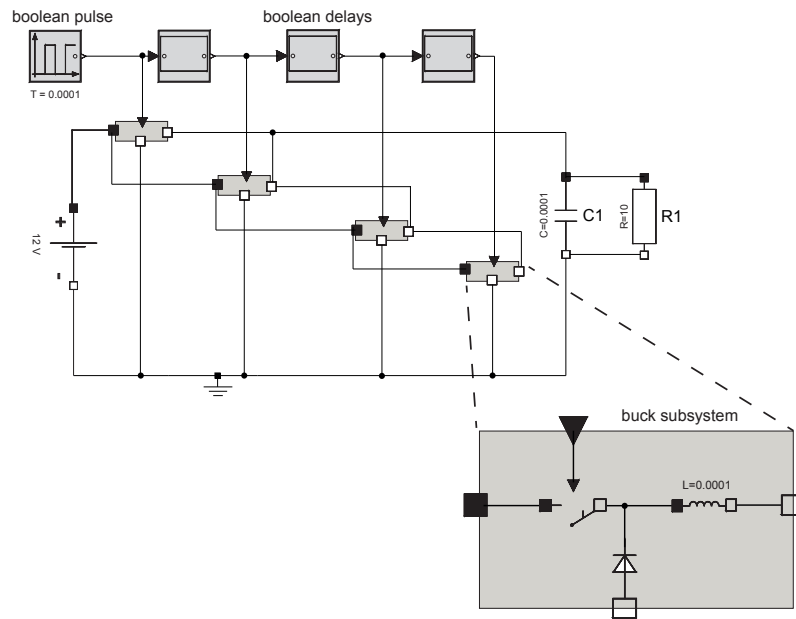 boolean pulse
boolean delays
T = 0.0001
12 V
+
-
C=0.0001
C1
R=10
R1
buck subsystem
L=0.0001